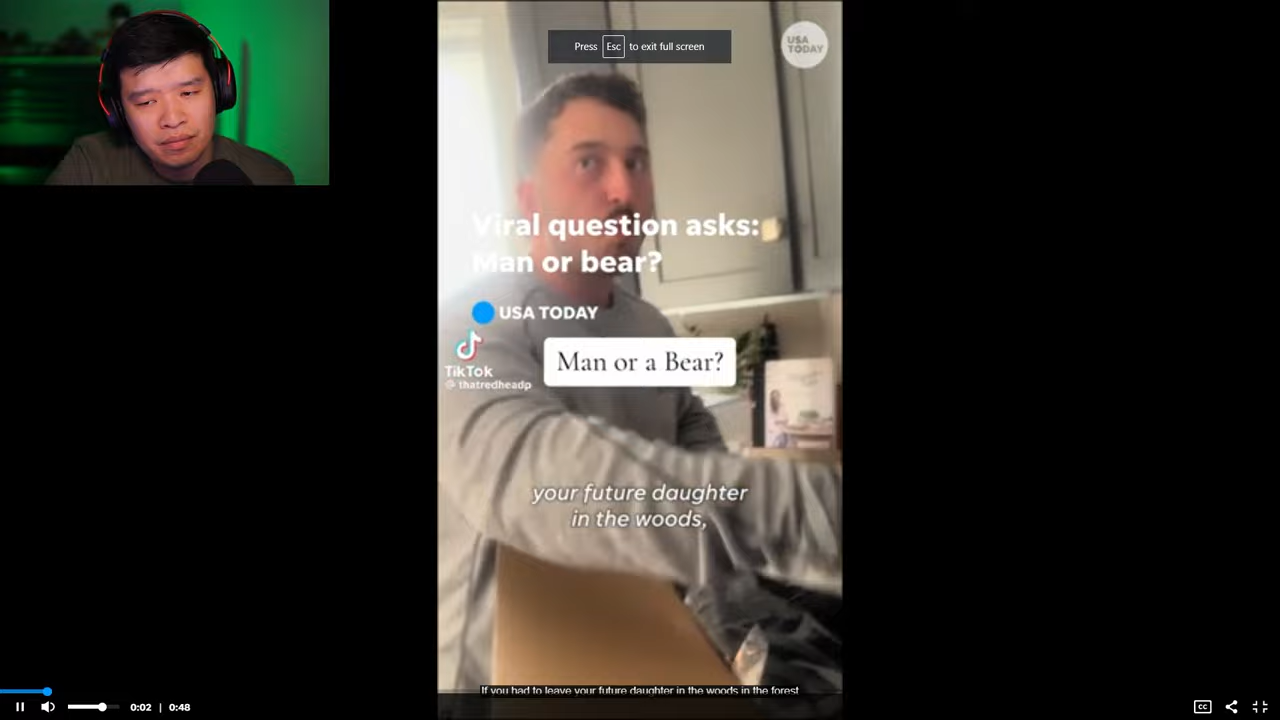 Press Esc to exit full screen
USA
TODAY
Viral question asks:
Man or bear?
USA TODAY
TikTok
@ thatredheadp
Man or a Bear?
your future daughter
in the woods,
If you had to leave your future daughter in the woods in the forest
0:02 | 0:48
CC